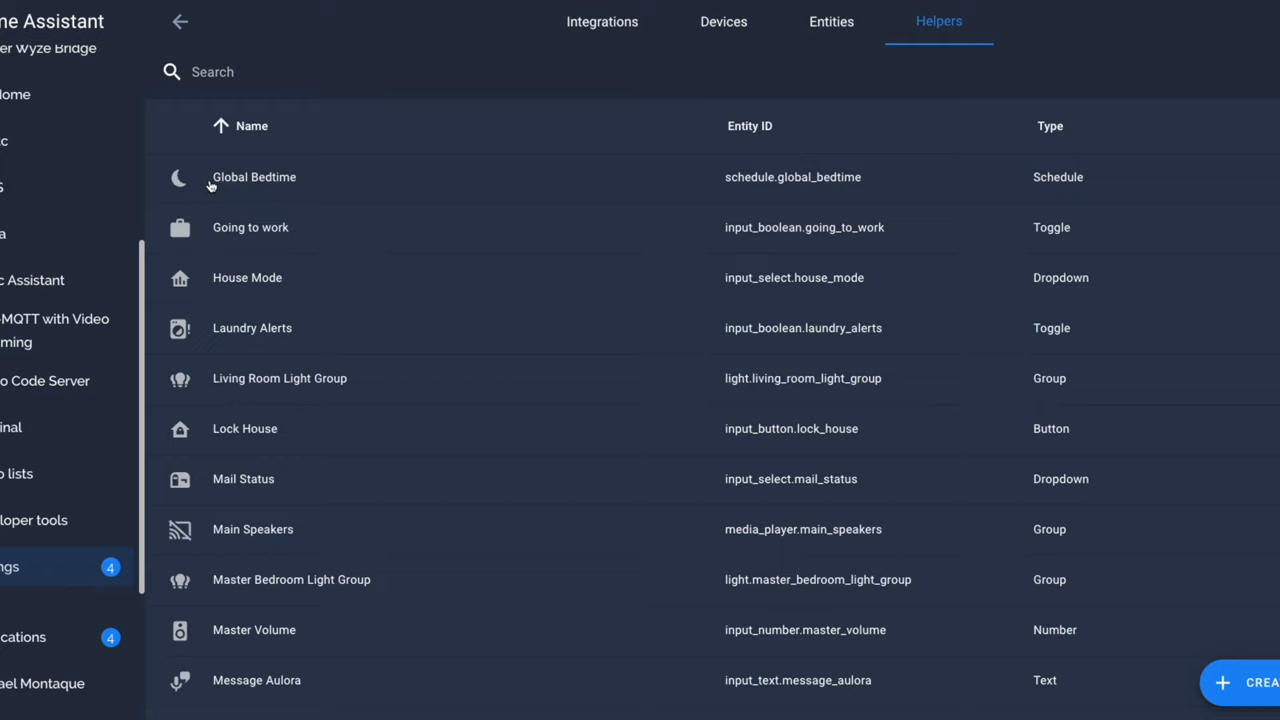 me Assistant
er Wyze Bridge
ome
c
S
a
c Assistant
-MQTT with Video
ming
o Code Server
inal
o lists
loper tools
ngs 4
cations 4
ael Montaque
Integrations Devices Entities Helpers
Search
Name Entity ID Type
Global Bedtime schedule.global_bedtime Schedule
Going to work input_boolean.going_to_work Toggle
House Mode input_select.house_mode Dropdown
Laundry Alerts input_boolean.laundry_alerts Toggle
Living Room Light Group light.living_room_light_group Group
Lock House input_button.lock_house Button
Mail Status input_select.mail_status Dropdown
Main Speakers media_player.main_speakers Group
Master Bedroom Light Group light.master_bedroom_light_group Group
Master Volume input_number.master_volume Number
Message Aulora input_text.message_aulora Text
+ CREA